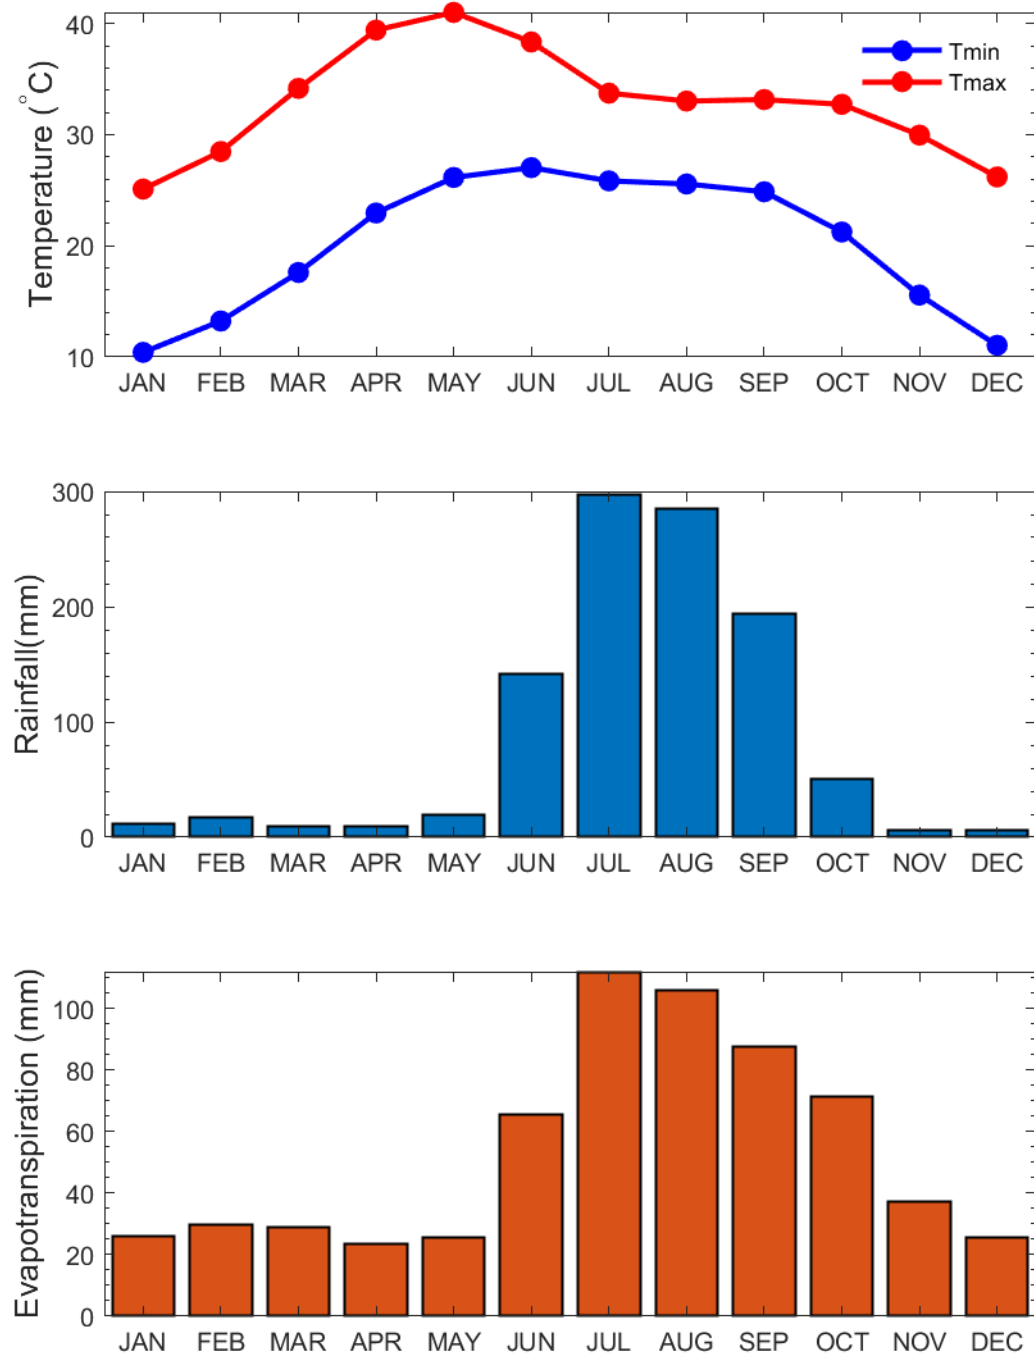 Temperature (°C)
40
30
20
10
Tmin
Tmax
JAN FEB MAR APR MAY JUN JUL AUG SEP OCT NOV DEC
Rainfall(mm)
300
200
100
0
JAN FEB MAR APR MAY JUN JUL AUG SEP OCT NOV DEC
Evapotranspiration (mm)
100
80
60
40
20
0
JAN FEB MAR APR MAY JUN JUL AUG SEP OCT NOV DEC